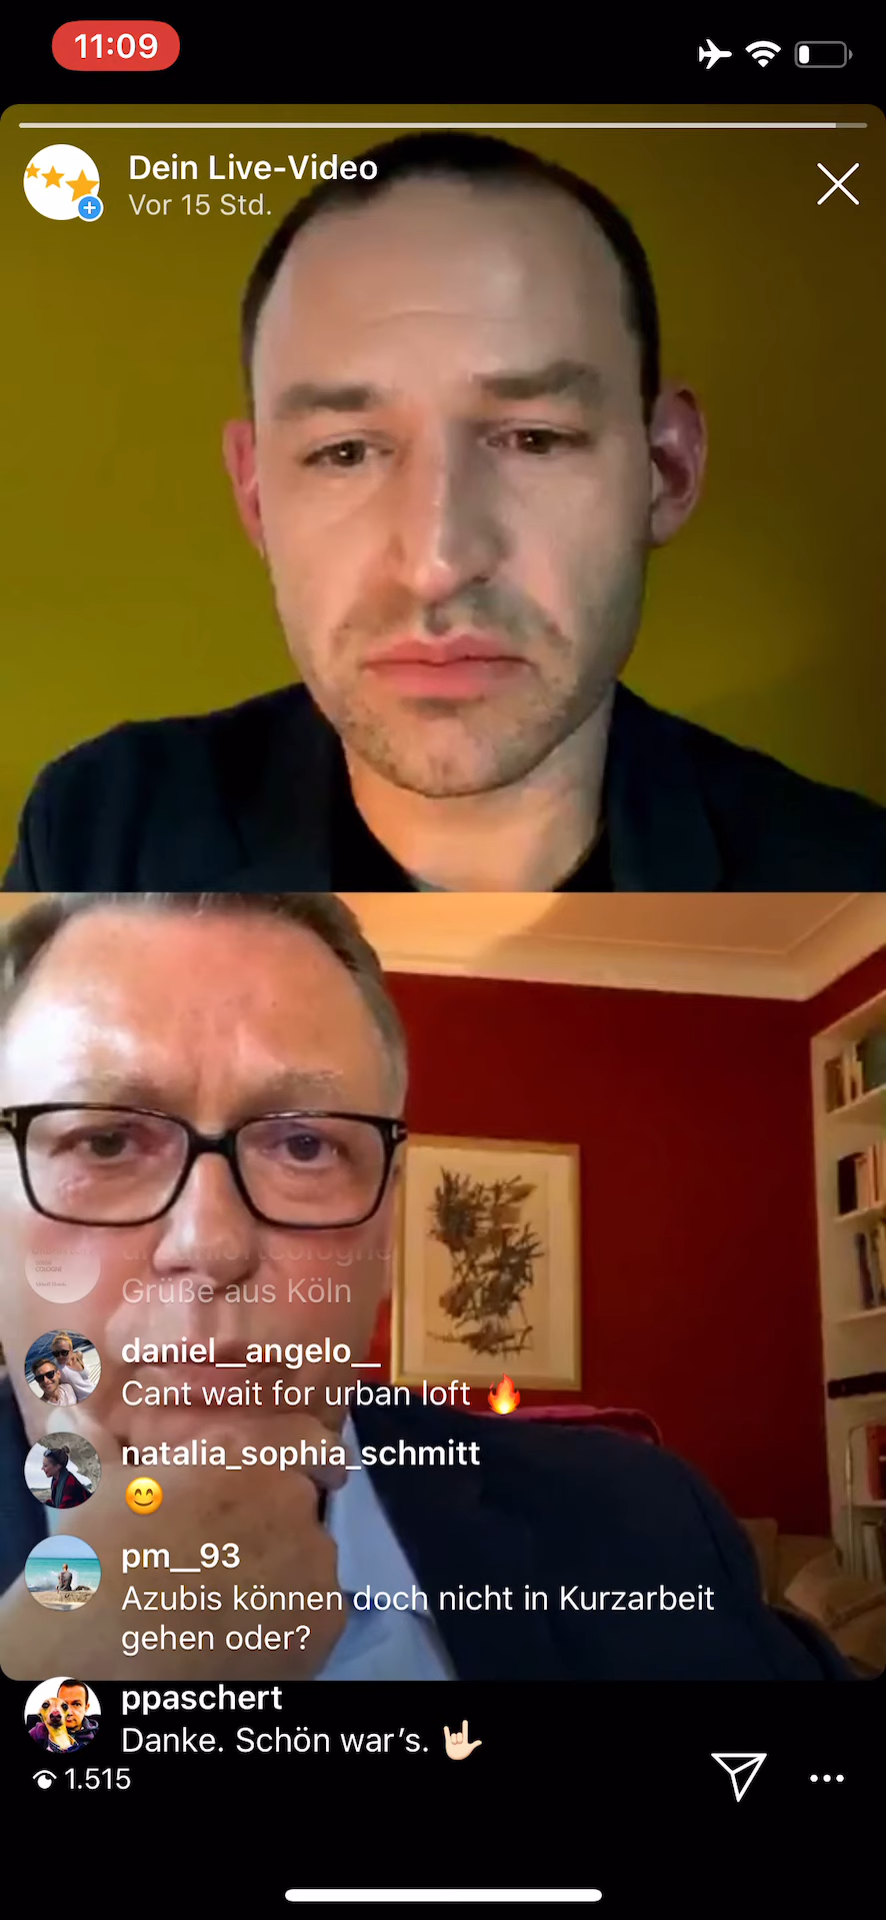 11:09
Dein Live-Video
Vor 15 Std.
Grüße aus Köln
daniel__angelo__
Cant wait for urban loft 🔥
natalia_sophia_schmitt
😊
pm__93
Azubis können doch nicht in Kurzarbeit
gehen oder?
ppaschert
Danke. Schön war's. 🤟🏻
1.515